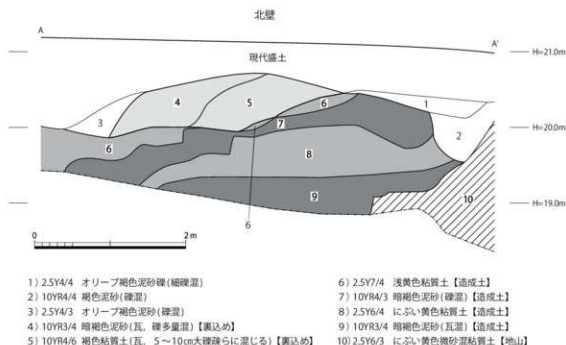 北壁
A
A'
現代盛土
H=21.0m
H=20.0m
H=19.0m
1
2
3
4
5
6
6
7
8
9
10
6
0
2 m
1) 2.5Y4/4 オリーブ褐色泥砂礫(細礫混)
2) 10YR4/4 褐色泥砂(礫混)
3) 2.5Y4/3 オリーブ褐色泥砂(礫混)
4) 10YR3/4 暗褐色泥砂(瓦，礫多量混)【裏込め】
5) 10YR4/6 褐色粘質土(瓦，5～10㎝大礫疎らに混じる)【裏込め】
6) 2.5Y7/4 浅黄色粘質土【造成土】
7) 10YR4/3 暗褐色泥砂(礫混)【造成土】
8) 2.5Y6/4 にぶい黄色粘質土【造成土】
9) 10YR3/4 暗褐色泥砂(瓦混)【造成土】
10) 2.5Y6/3 にぶい黄色微砂混粘質土【地山】